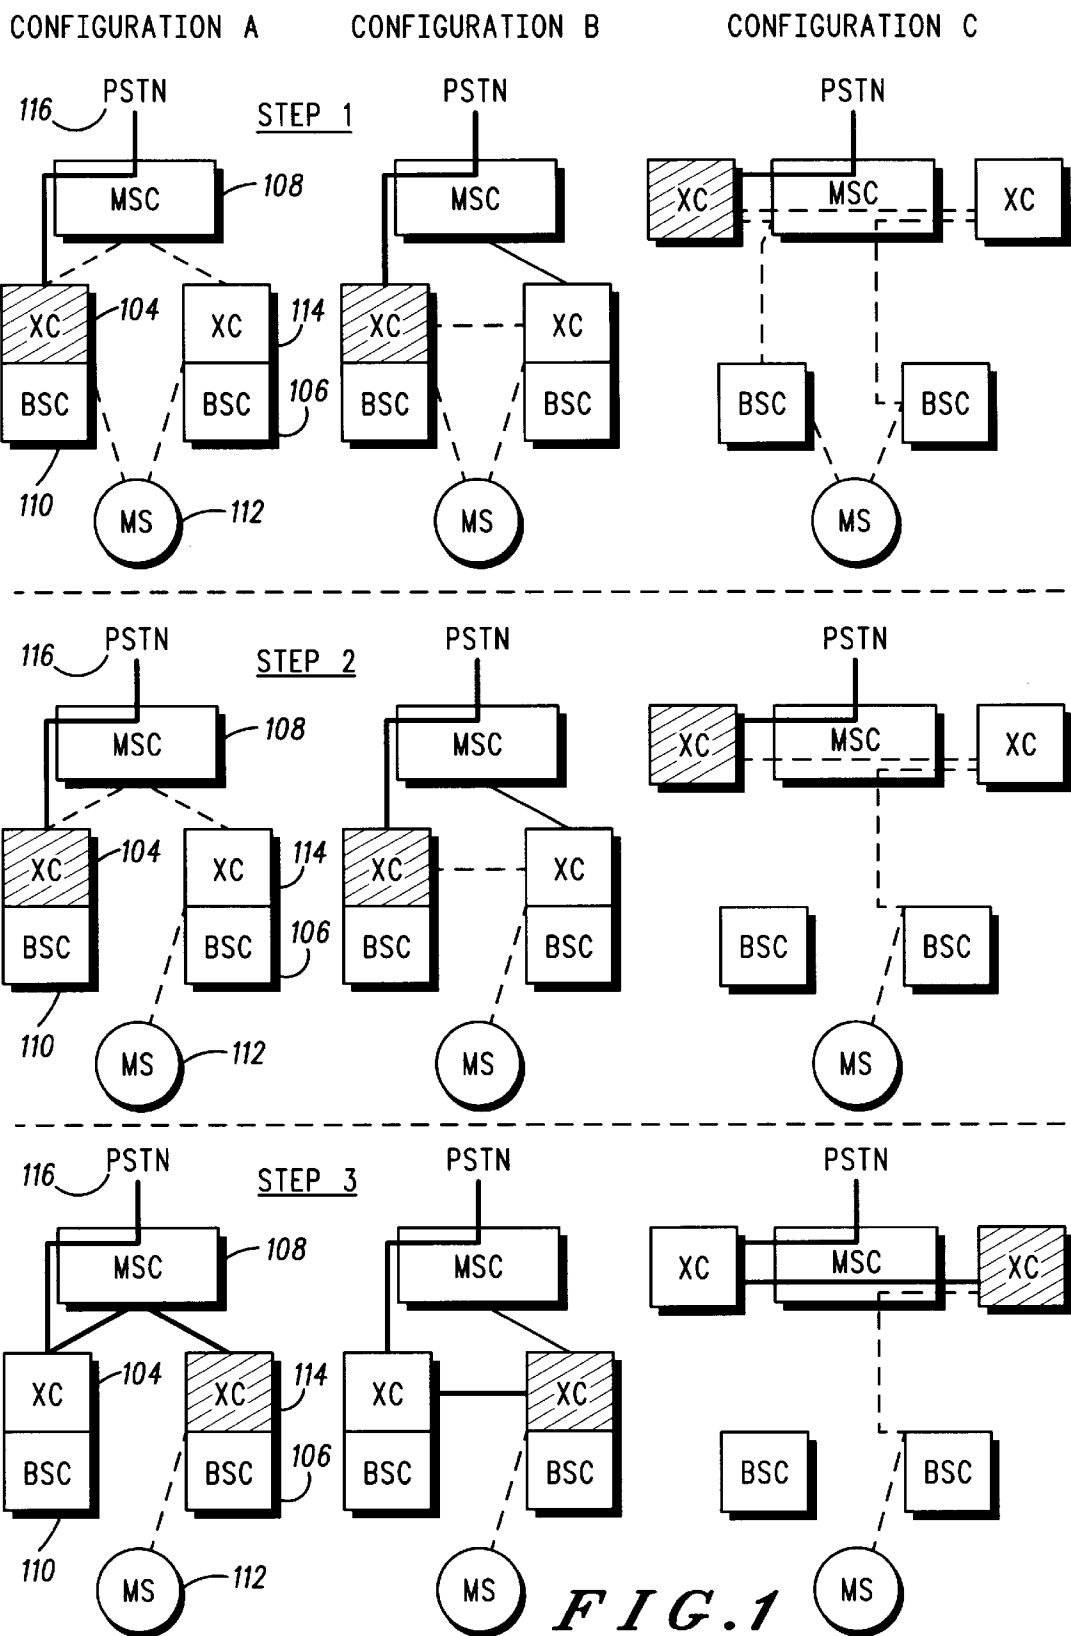 CONFIGURATION A CONFIGURATION B CONFIGURATION C
116 PSTN STEP 1 PSTN PSTN
MSC 108 MSC XC MSC XC
XC 104 XC 114 XC XC
BSC BSC 106 BSC BSC BSC BSC
110 MS 112 MS MS
116 PSTN STEP 2 PSTN PSTN
MSC 108 MSC XC MSC XC
XC 104 XC 114 XC XC
BSC BSC 106 BSC BSC BSC BSC
110 MS 112 MS MS
116 PSTN STEP 3 PSTN PSTN
MSC 108 MSC XC MSC XC
XC 104 XC 114 XC XC
BSC BSC 106 BSC BSC BSC BSC
110 MS 112 MS MS
FIG.1